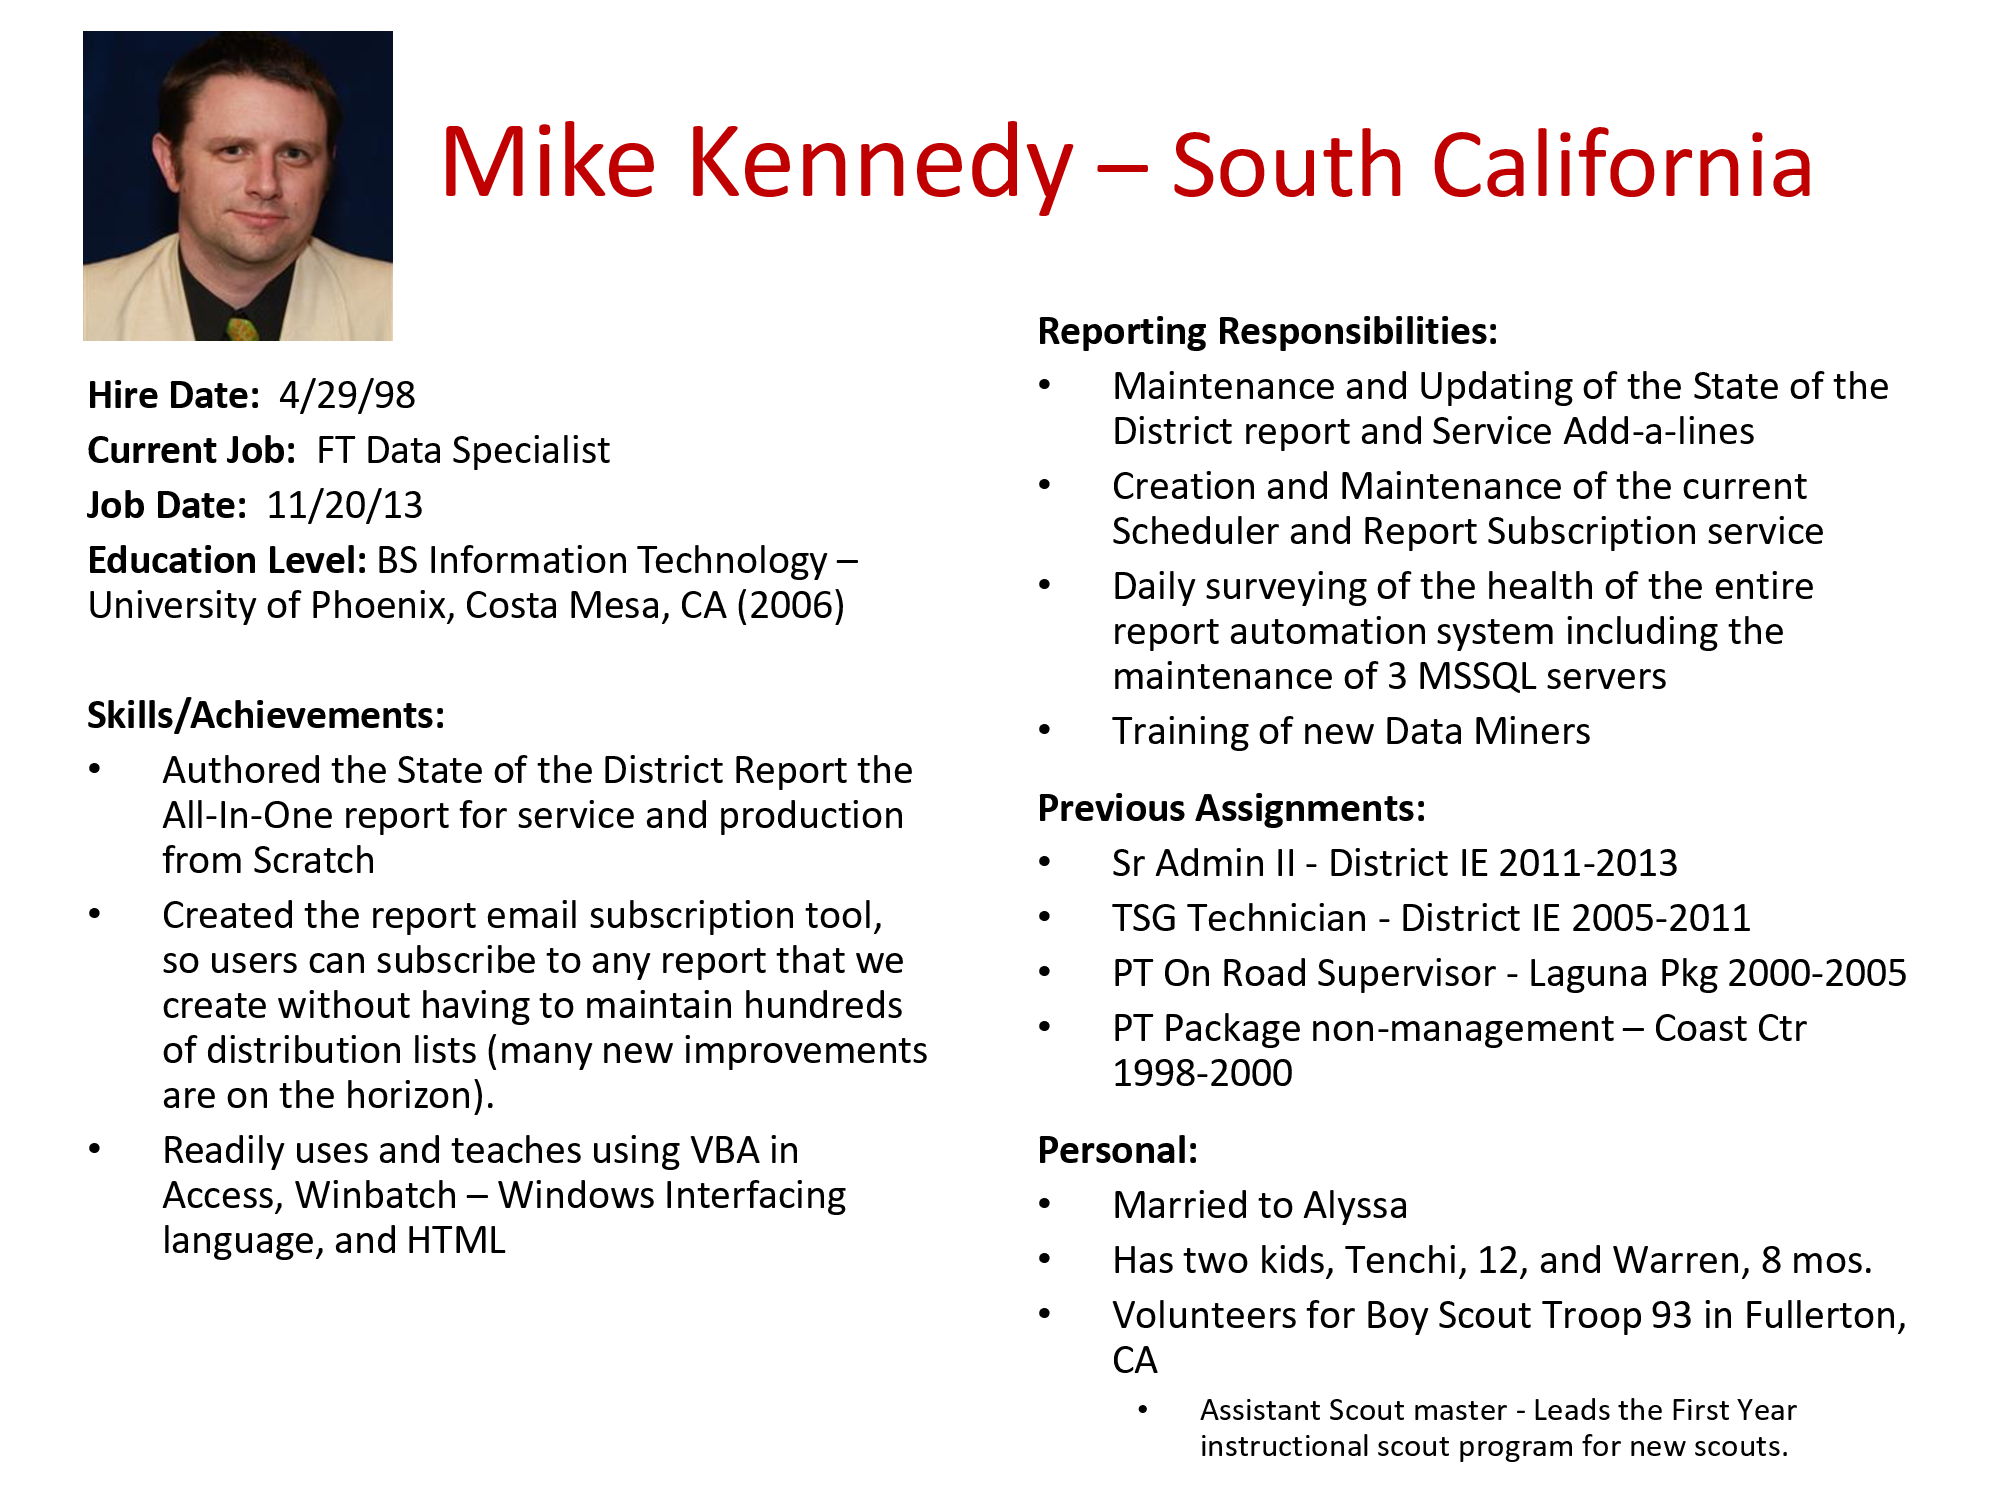 Mike Kennedy – South California
Hire Date:  4/29/98
Current Job:  FT Data Specialist
Job Date:  11/20/13
Education Level: BS Information Technology –
University of Phoenix, Costa Mesa, CA (2006)
Skills/Achievements:
• Authored the State of the District Report the
All-In-One report for service and production
from Scratch
• Created the report email subscription tool,
so users can subscribe to any report that we
create without having to maintain hundreds
of distribution lists (many new improvements
are on the horizon).
• Readily uses and teaches using VBA in
Access, Winbatch – Windows Interfacing
language, and HTML
Reporting Responsibilities:
• Maintenance and Updating of the State of the
District report and Service Add-a-lines
• Creation and Maintenance of the current
Scheduler and Report Subscription service
• Daily surveying of the health of the entire
report automation system including the
maintenance of 3 MSSQL servers
• Training of new Data Miners
Previous Assignments:
• Sr Admin II - District IE 2011-2013
• TSG Technician - District IE 2005-2011
• PT On Road Supervisor - Laguna Pkg 2000-2005
• PT Package non-management – Coast Ctr
1998-2000
Personal:
• Married to Alyssa
• Has two kids, Tenchi, 12, and Warren, 8 mos.
• Volunteers for Boy Scout Troop 93 in Fullerton,
CA
• Assistant Scout master - Leads the First Year
instructional scout program for new scouts.